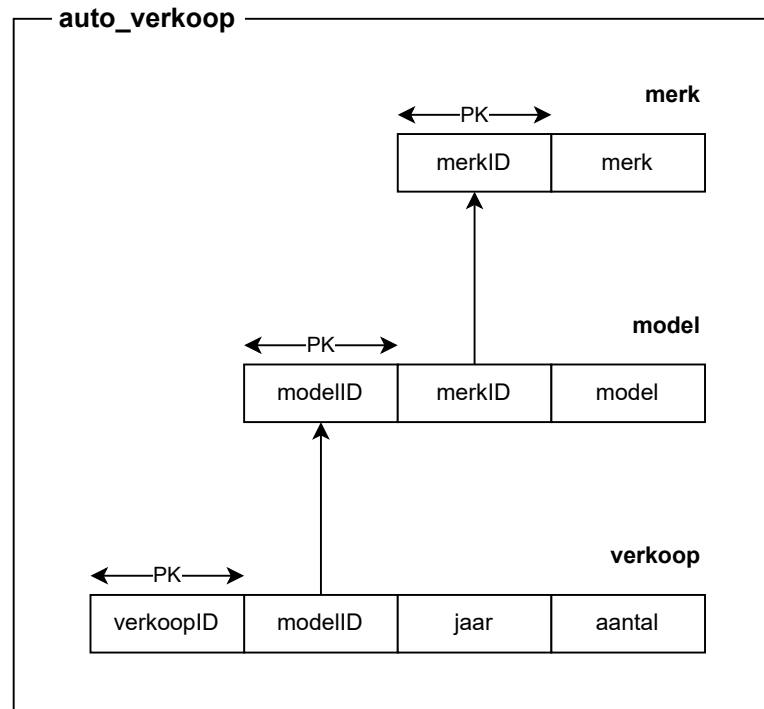 auto_verkoop
merk
PK
merkID merk
model
PK
modelID merkID model
verkoop
PK
verkoopID modelID jaar aantal